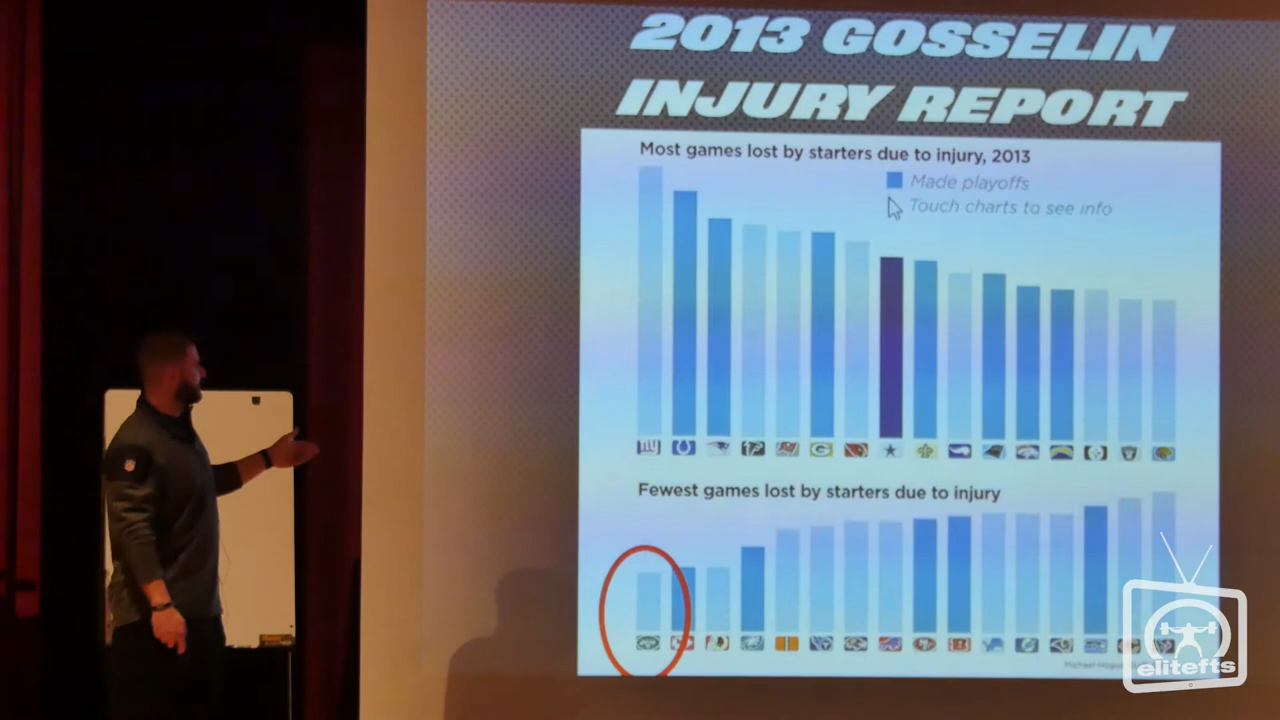 2013 GOSSELIN
INJURY REPORT
Most games lost by starters due to injury, 2013
Made playoffs
Touch charts to see info
Fewest games lost by starters due to injury
elitefts